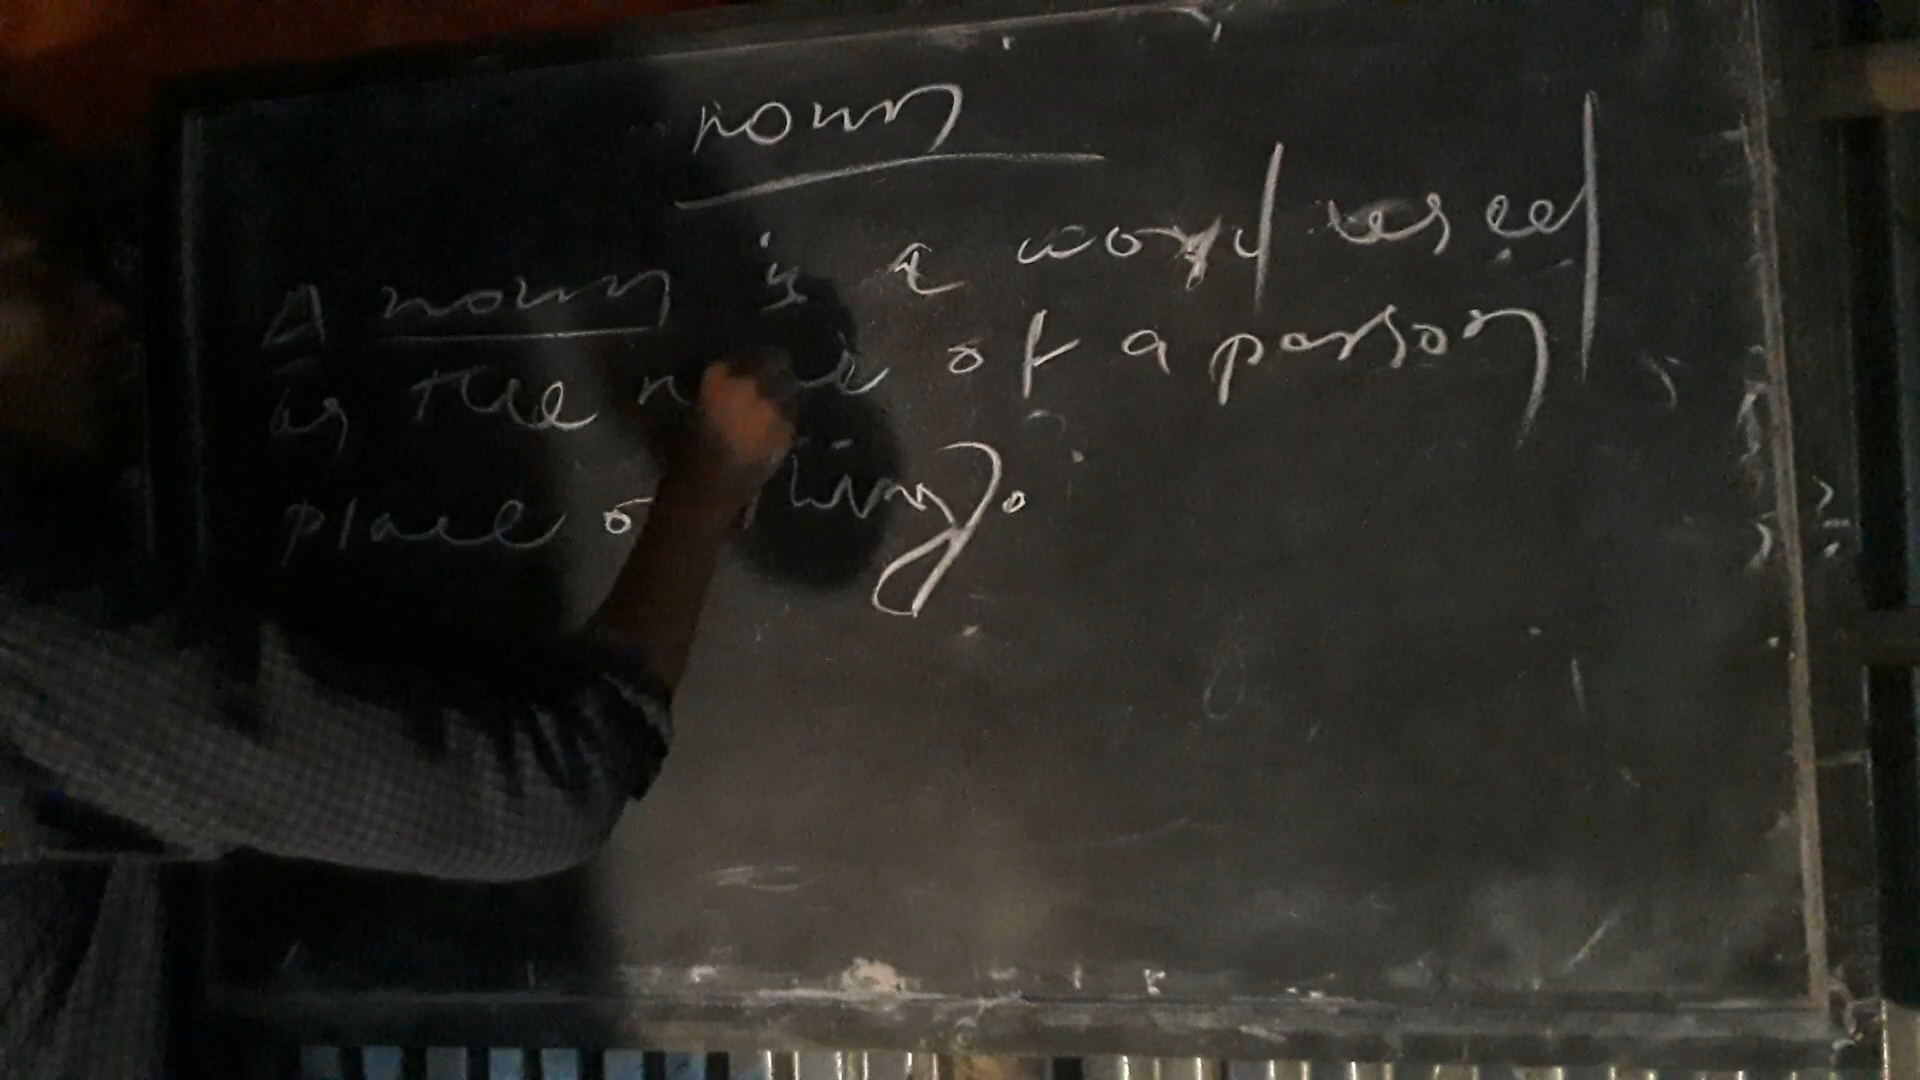 noun
A noun is a word used
as the name of a person
place or thing.